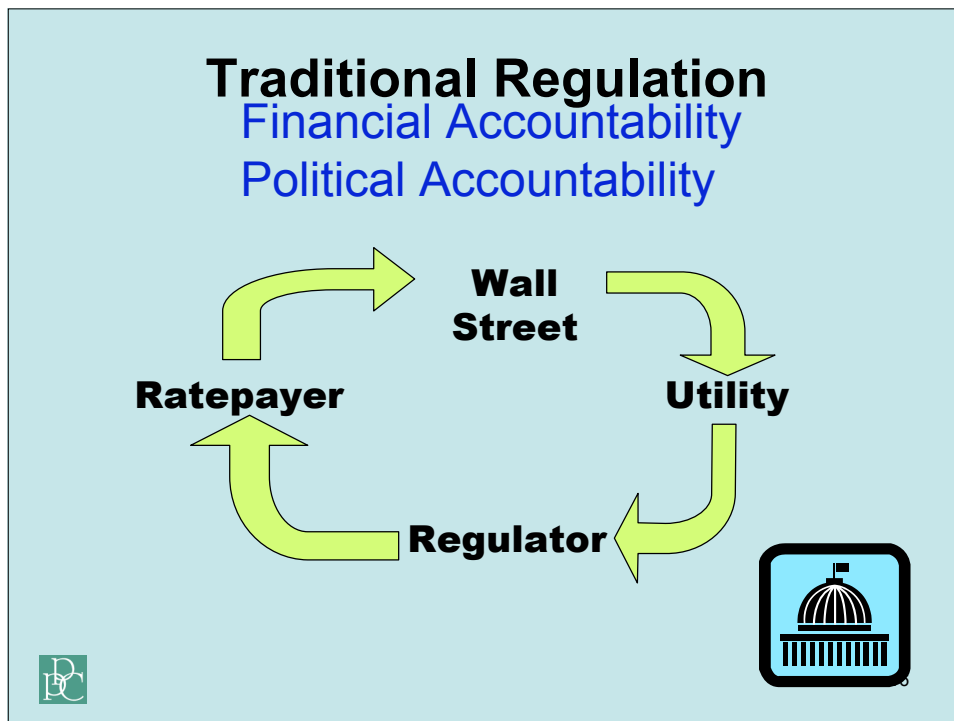 Traditional Regulation
Financial Accountability
Political Accountability
Wall
Street
Ratepayer
Utility
Regulator